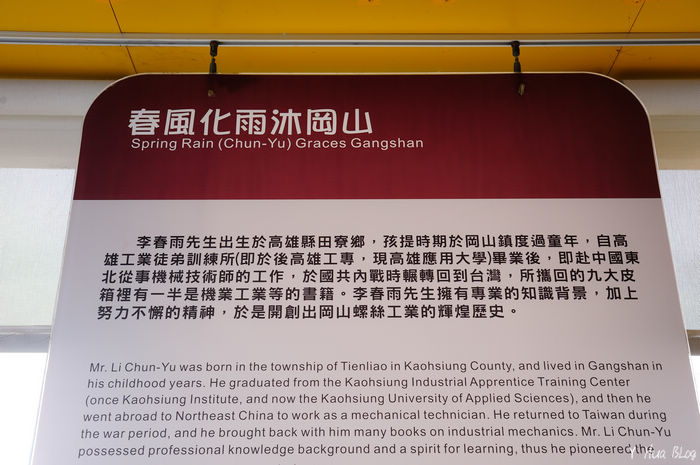 春風化雨沐岡山
Spring Rain (Chun-Yu) Graces Gangshan
李春雨先生出生於高雄縣田寮鄉，孩提時期於岡山鎮度過童年，自高
雄工業徒弟訓練所(即於後高雄工專，現高雄應用大學)畢業後，即赴中國東
北從事機械技術師的工作，於國共內戰時輾轉回到台灣，所攜回的九大皮
箱裡有一半是機業工業等的書籍。李春雨先生擁有專業的知識背景，加上
努力不懈的精神，於是開創出岡山螺絲工業的輝煌歷史。
Mr. Li Chun-Yu was born in the township of Tienliao in Kaohsiung County, and lived in Gangshan in
his childhood years. He graduated from the Kaohsiung Industrial Apprentice Training Center
(once Kaohsiung Institute, and now the Kaohsiung University of Applied Sciences), and then he
went abroad to Northeast China to work as a mechanical technician. He returned to Taiwan during
the war period, and he brought back with him many books on industrial mechanics. Mr. Li Chun-Yu
possessed professional knowledge background and a spirit for learning, thus he pioneered the
Y Hua Blog